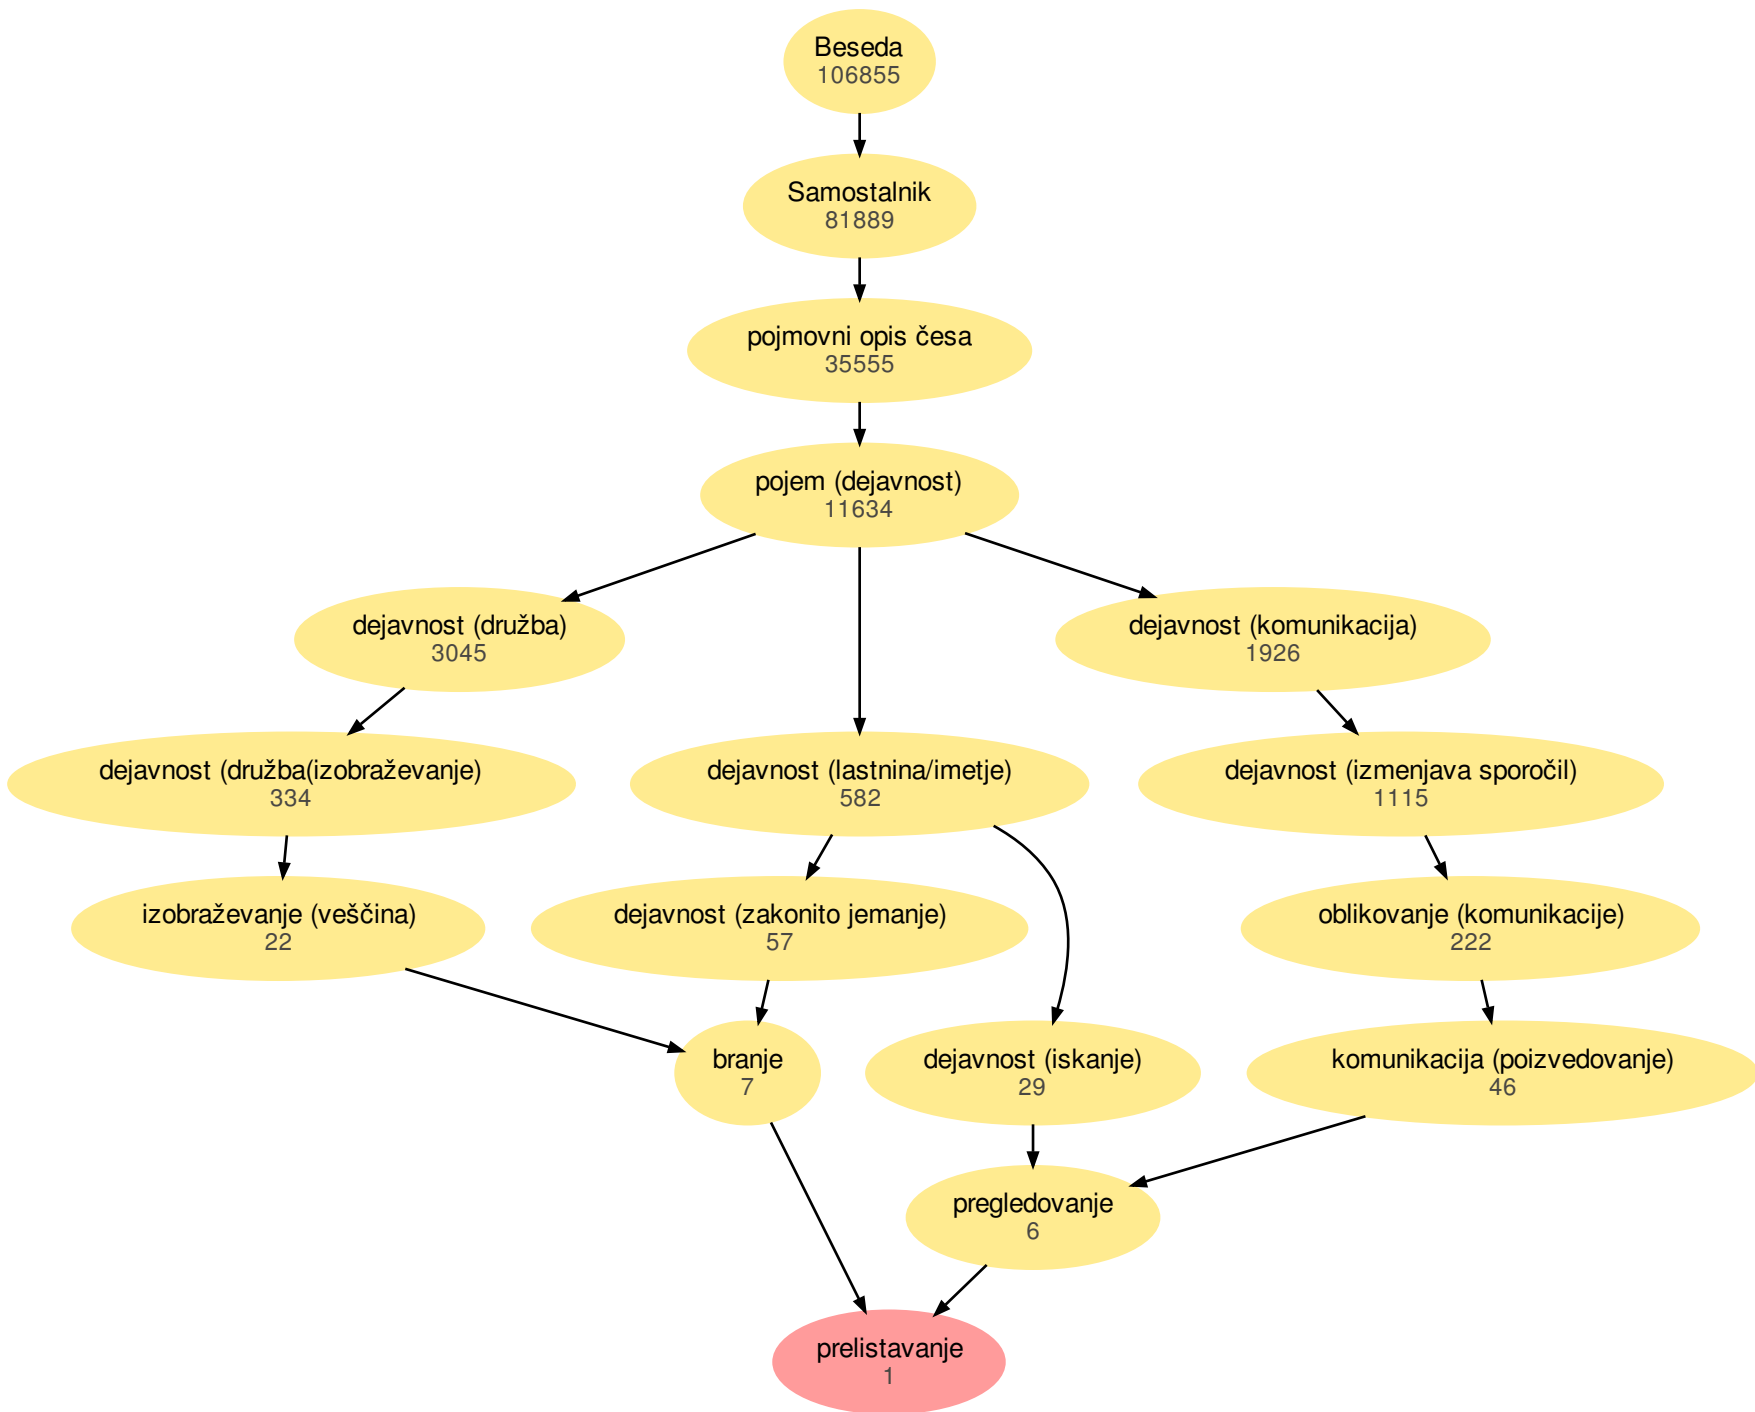 Beseda
106855
Samostalnik
81889
pojmovni opis česa
35555
pojem (dejavnost)
11634
dejavnost (družba)
3045
dejavnost (komunikacija)
1926
dejavnost (družba(izobraževanje)
334
dejavnost (lastnina/imetje)
582
dejavnost (izmenjava sporočil)
1115
izobraževanje (veščina)
22
dejavnost (zakonito jemanje)
57
oblikovanje (komunikacije)
222
branje
7
dejavnost (iskanje)
29
komunikacija (poizvedovanje)
46
pregledovanje
6
prelistavanje
1